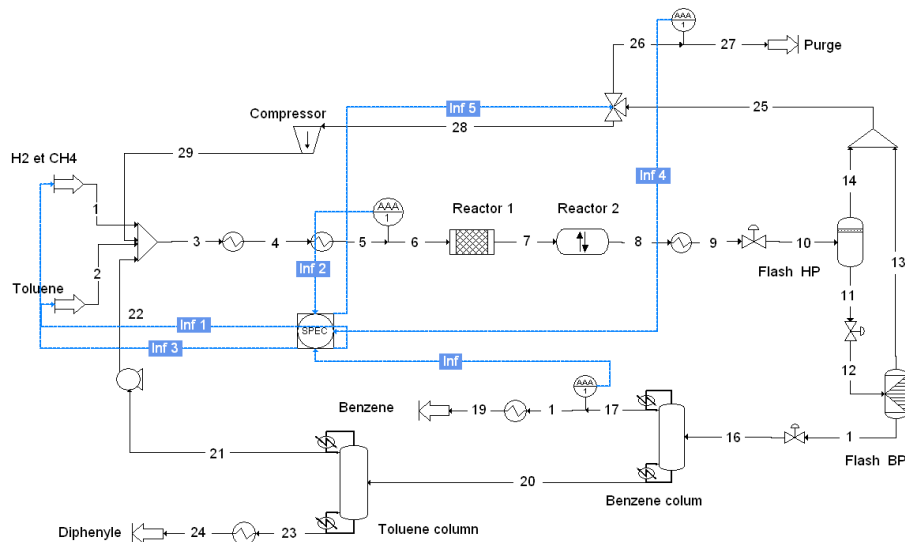 AAA
1
26
27
Purge
Inf 5
25
Compressor
28
29
H2 et CH4
Inf 4
14
AAA
1
Reactor 1
Reactor 2
1
3
4
5
6
7
8
9
10
13
2
Inf 2
Flash HP
Toluene
11
22
Inf 1
SPEC
Inf 3
12
Inf
AAA
1
Benzene
19
1
17
16
1
Flash BP
21
20
Benzene colum
Diphenyle
24
23
Toluene column